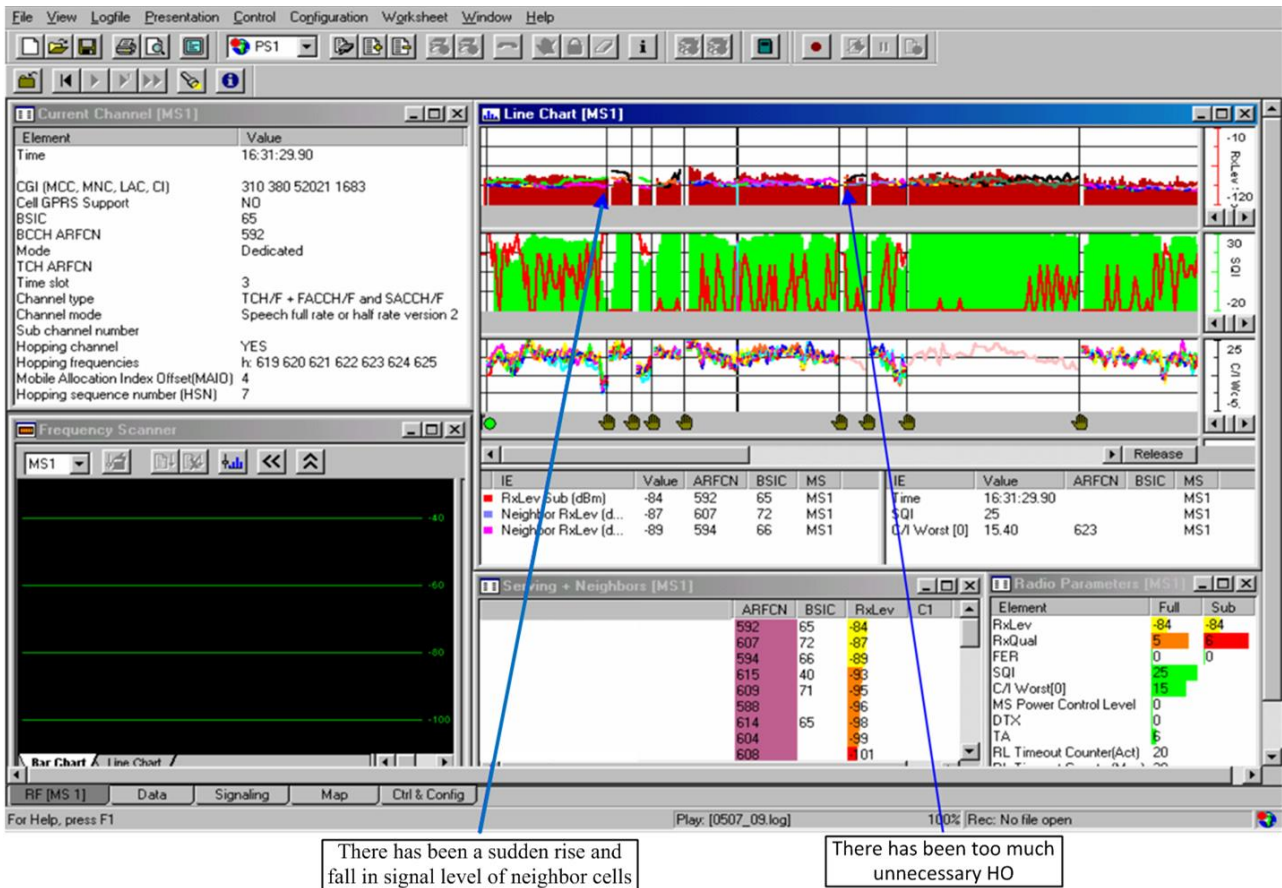 File View Logfile Presentation Control Configuration Worksheet Window Help
PS1
Current Channel [MS1]
Element Value
Time 16:31:29.90
CGI (MCC, MNC, LAC, CI) 310 380 52021 1683
Cell GPRS Support NO
BSIC 65
BCCH ARFCN 592
Mode Dedicated
TCH ARFCN
Time slot 3
Channel type TCH/F + FACCH/F and SACCH/F
Channel mode Speech full rate or half rate version 2
Sub channel number
Hopping channel YES
Hopping frequencies h: 619 620 621 622 623 624 625
Mobile Allocation Index Offset(MAIO) 4
Hopping sequence number (HSN) 7
Line Chart [MS1]
-10
RxLev
-120
30
SQI
-20
25
C/I Wc
-5.
Release
IE Value ARFCN BSIC MS
RxLev Sub (dBm) -84 592 65 MS1
Neighbor RxLev (d... -87 607 72 MS1
Neighbor RxLev (d... -89 594 66 MS1
IE Value ARFCN BSIC MS
Time 16:31:29.90 MS1
SQI 25 MS1
C/I Worst [0] 15.40 623 MS1
Frequency Scanner
MS1
-40
-60
-80
-100
Bar Chart Line Chart
Serving + Neighbors [MS1]
ARFCN BSIC RxLev C1
592 65 -84
607 72 -87
594 66 -89
615 40 -93
609 71 -95
588 -96
614 65 -98
604 -99
608 -101
Radio Parameters [MS1]
Element Full Sub
RxLev -84 -84
RxQual 5 6
FER 0 0
SQI 25
C/I Worst[0] 15
MS Power Control Level 0
DTX 0
TA 6
RL Timeout Counter(Act) 20
RF [MS 1] Data Signaling Map Ctrl & Config
For Help, press F1 Play: [0507_09.log] 100% Rec: No file open
There has been a sudden rise and
fall in signal level of neighbor cells
There has been too much
unnecessary HO